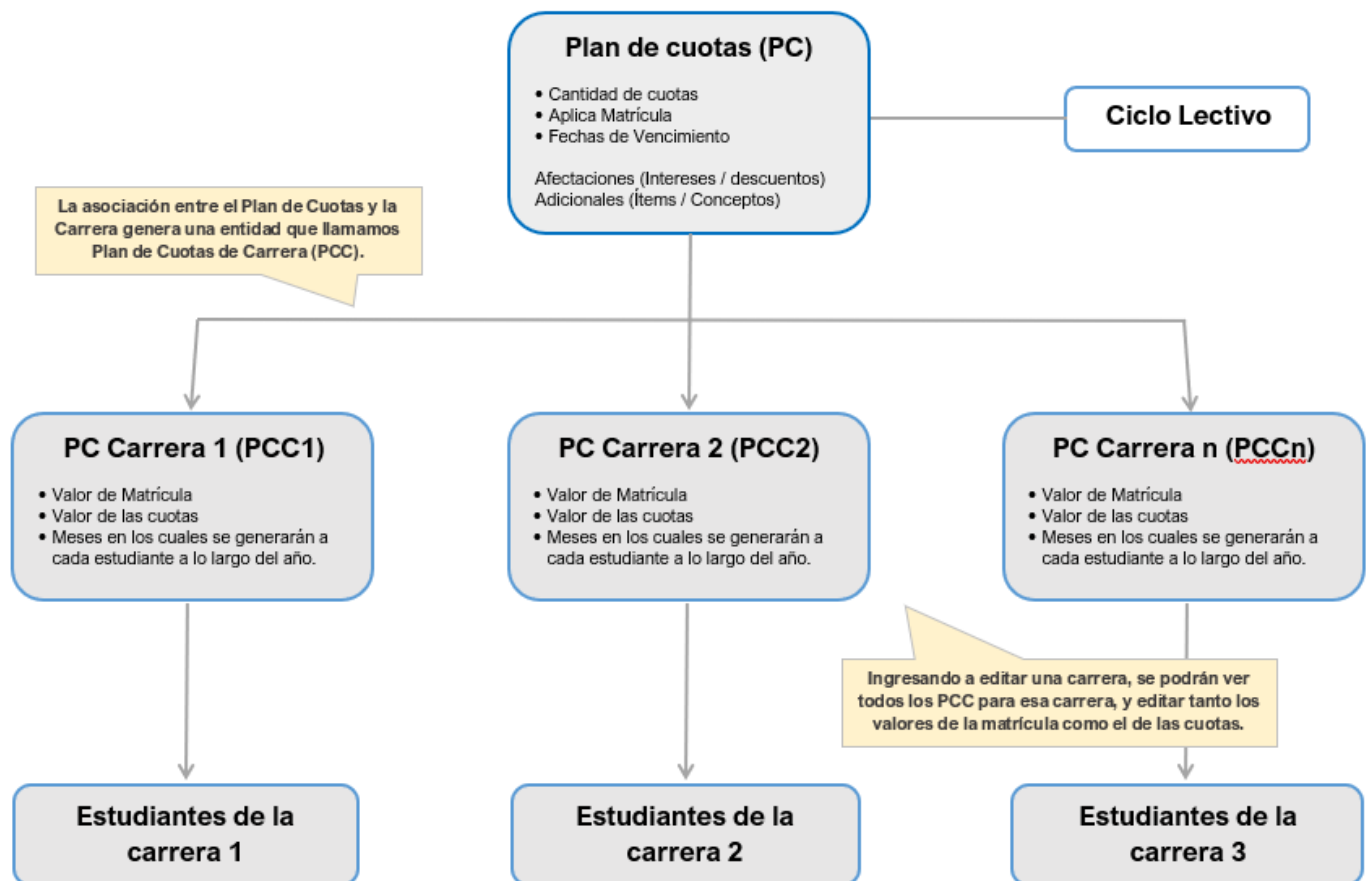 Plan de cuotas (PC)
• Cantidad de cuotas
• Aplica Matrícula
• Fechas de Vencimiento
Afectaciones (Intereses / descuentos)
Adicionales (Ítems / Conceptos)
Ciclo Lectivo
La asociación entre el Plan de Cuotas y la
Carrera genera una entidad que llamamos
Plan de Cuotas de Carrera (PCC).
PC Carrera 1 (PCC1)
• Valor de Matrícula
• Valor de las cuotas
• Meses en los cuales se generarán a
cada estudiante a lo largo del año.
PC Carrera 2 (PCC2)
• Valor de Matrícula
• Valor de las cuotas
• Meses en los cuales se generarán a
cada estudiante a lo largo del año.
PC Carrera n (PCCn)
• Valor de Matrícula
• Valor de las cuotas
• Meses en los cuales se generarán a
cada estudiante a lo largo del año.
Ingresando a editar una carrera, se podrán ver
todos los PCC para esa carrera, y editar tanto los
valores de la matrícula como el de las cuotas.
Estudiantes de la
carrera 1
Estudiantes de la
carrera 2
Estudiantes de la
carrera 3